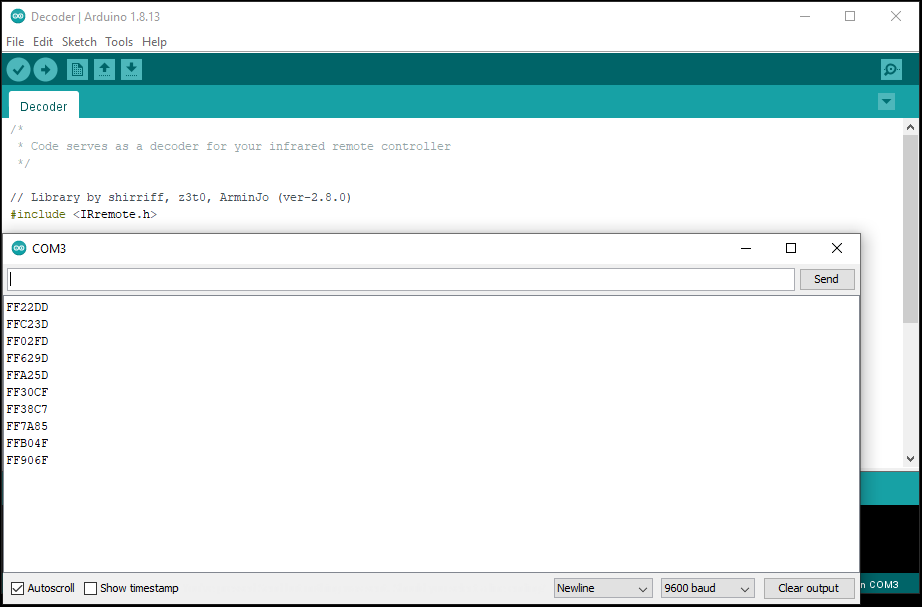 Decoder | Arduino 1.8.13
File Edit Sketch Tools Help
Decoder
/*
* Code serves as a decoder for your infrared remote controller
*/
// Library by shirriff, z3t0, ArminJo (ver-2.8.0)
#include <IRremote.h>
COM3
Send
FF22DD
FFC23D
FF02FD
FF629D
FFA25D
FF30CF
FF38C7
FF7A85
FFB04F
FF906F
Autoscroll Show timestamp Newline 9600 baud Clear output
n COM3